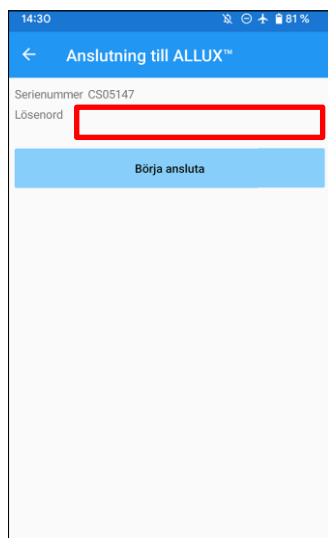 14:30 81 %
Anslutning till ALLUX™
Serienummer CS05147
Lösenord
Börja ansluta